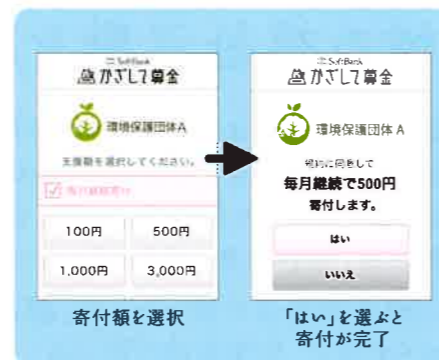 SoftBank
かざして募金
環境保護団体A
支援額を選択してください。
毎月継続寄付
100円
500円
1,000円
3,000円
寄付額を選択
SoftBank
かざして募金
環境保護団体A
規約に同意して
毎月継続で500円
寄付します。
はい
いいえ
「はい」を選ぶと
寄付が完了